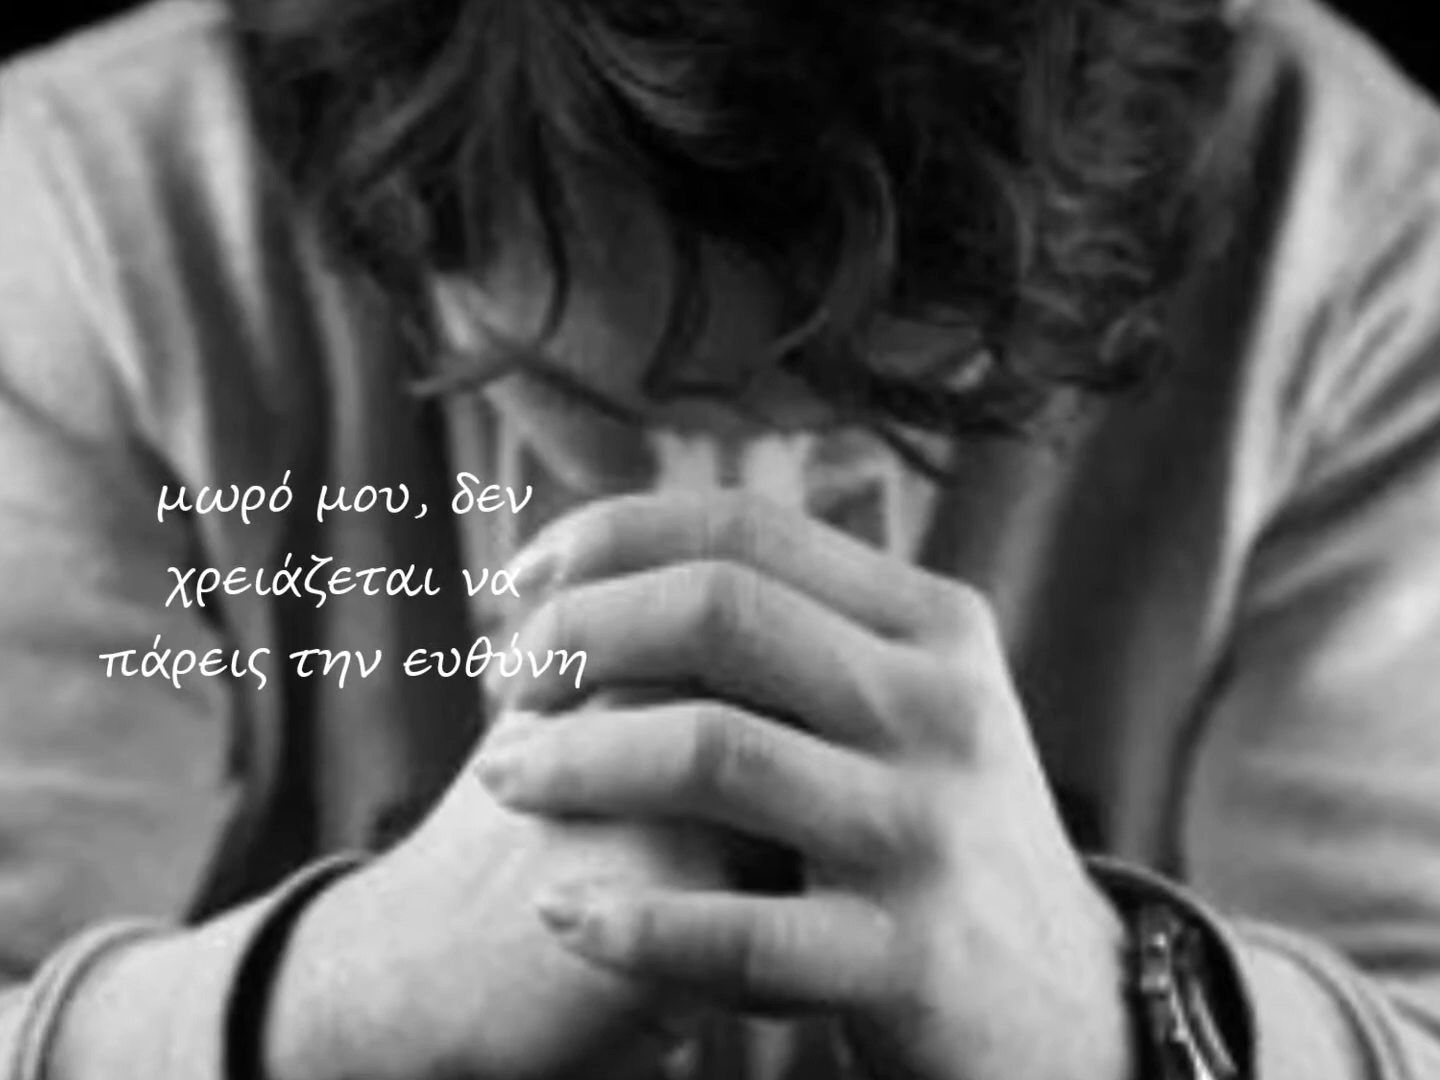 μωρό μου, δεν
χρειάζεται να
πάρεις την ευθύνη